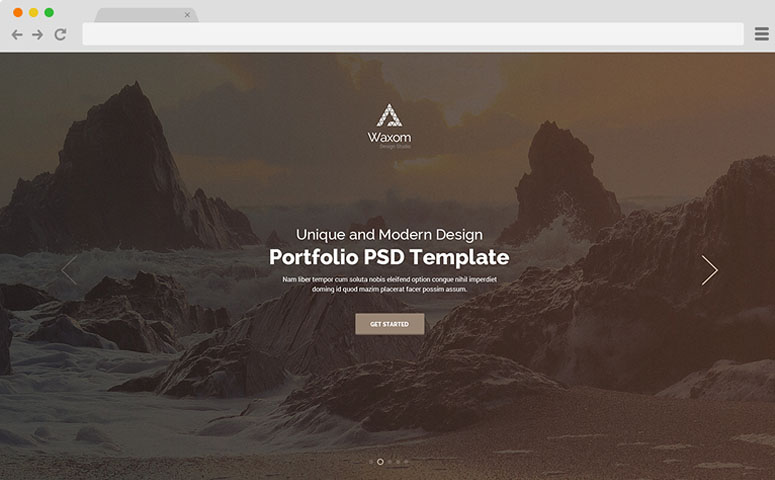 Waxom
Design Studio
Unique and Modern Design
Portfolio PSD Template
Nam liber tempor cum soluta nobis eleifend option congue nihil imperdiet
doming id quod mazim placerat facer possim assum.
GET STARTED